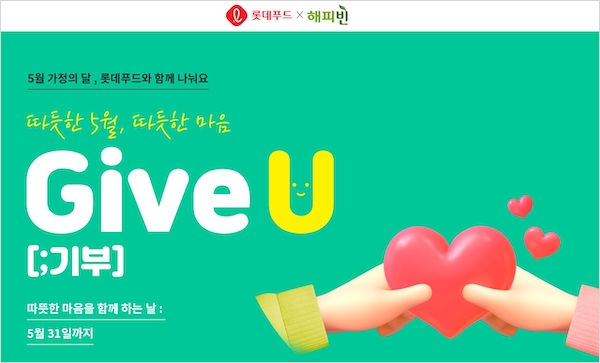 롯데푸드 × 해피빈
5월 가정의 달 , 롯데푸드와 함께 나눠요
따듯한 5월, 따듯한 마음
Give U
[;기부]
따뜻한 마음을 함께 하는 날 :
5월 31일까지